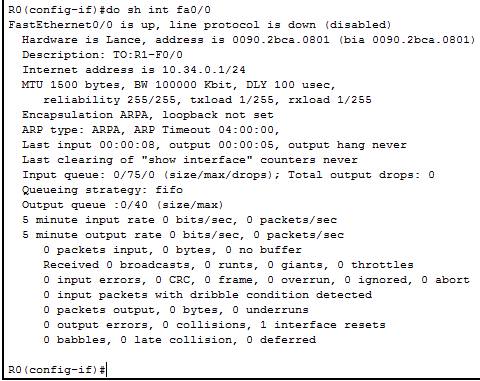 R0(config-if)#do sh int fa0/0
FastEthernet0/0 is up, line protocol is down (disabled)
Hardware is Lance, address is 0090.2bca.0801 (bia 0090.2bca.0801)
Description: TO:R1-F0/0
Internet address is 10.34.0.1/24
MTU 1500 bytes, BW 100000 Kbit, DLY 100 usec,
reliability 255/255, txload 1/255, rxload 1/255
Encapsulation ARPA, loopback not set
ARP type: ARPA, ARP Timeout 04:00:00,
Last input 00:00:08, output 00:00:05, output hang never
Last clearing of "show interface" counters never
Input queue: 0/75/0 (size/max/drops); Total output drops: 0
Queueing strategy: fifo
Output queue :0/40 (size/max)
5 minute input rate 0 bits/sec, 0 packets/sec
5 minute output rate 0 bits/sec, 0 packets/sec
0 packets input, 0 bytes, 0 no buffer
Received 0 broadcasts, 0 runts, 0 giants, 0 throttles
0 input errors, 0 CRC, 0 frame, 0 overrun, 0 ignored, 0 abort
0 input packets with dribble condition detected
0 packets output, 0 bytes, 0 underruns
0 output errors, 0 collisions, 1 interface resets
0 babbles, 0 late collision, 0 deferred
R0(config-if)#